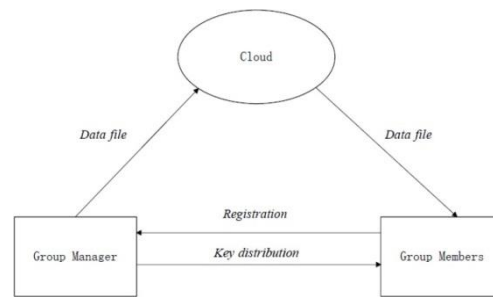 Cloud
Data file
Data file
Registration
Group Manager
Key distribution
Group Members